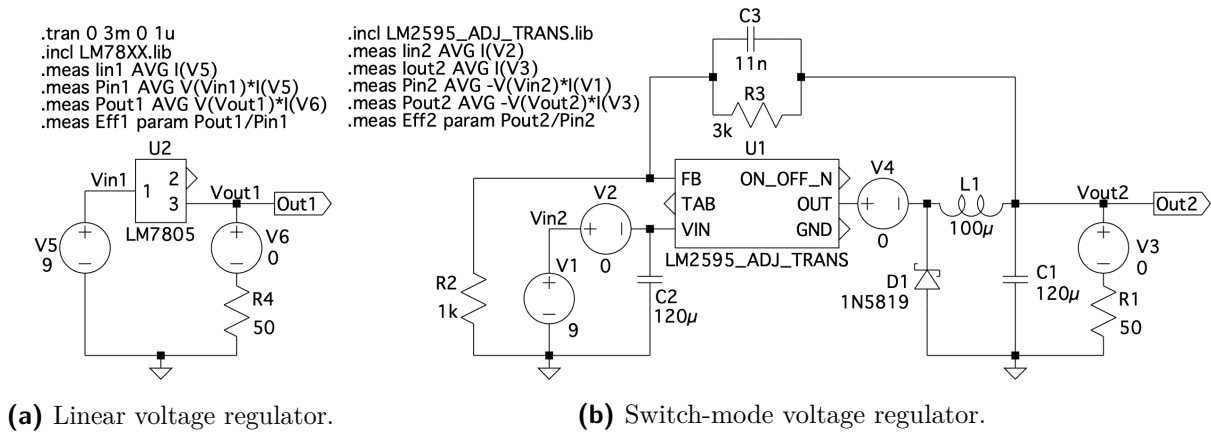 .tran 0 3m 0 1u
.incl LM78XX.lib
.meas Iin1 AVG I(V5)
.meas Pin1 AVG V(Vin1)*I(V5)
.meas Pout1 AVG V(Vout1)*I(V6)
.meas Eff1 param Pout1/Pin1
.incl LM2595_ADJ_TRANS.lib
.meas Iin2 AVG I(V2)
.meas Iout2 AVG I(V3)
.meas Pin2 AVG -V(Vin2)*I(V1)
.meas Pout2 AVG -V(Vout2)*I(V3)
.meas Eff2 param Pout2/Pin2
U2
Vin1
1
2
3
LM7805
Vout1
Out1
V5
9
V6
0
R4
50
C3
11n
R3
3k
U1
FB
ON_OFF_N
TAB
OUT
VIN
GND
LM2595_ADJ_TRANS
V2
0
Vin2
V1
9
R2
1k
C2
120µ
V4
0
L1
100µ
Vout2
Out2
D1
1N5819
C1
120µ
V3
0
R1
50
(a) Linear voltage regulator.
(b) Switch-mode voltage regulator.